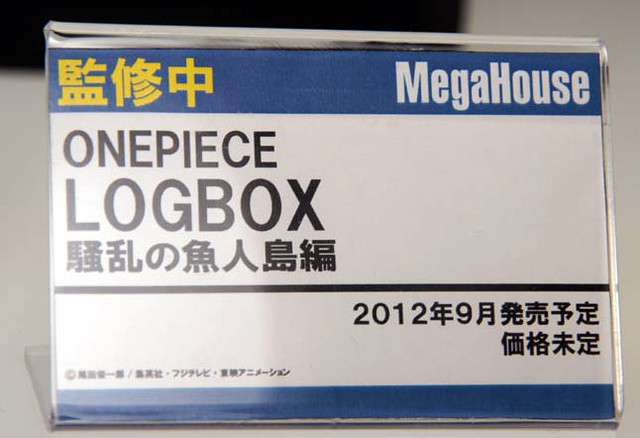 監修中 MegaHouse
ONEPIECE
LOGBOX
騒乱の魚人島編
2012年9月発売予定
価格未定
©尾田栄一郎/集英社・フジテレビ・東映アニメーション